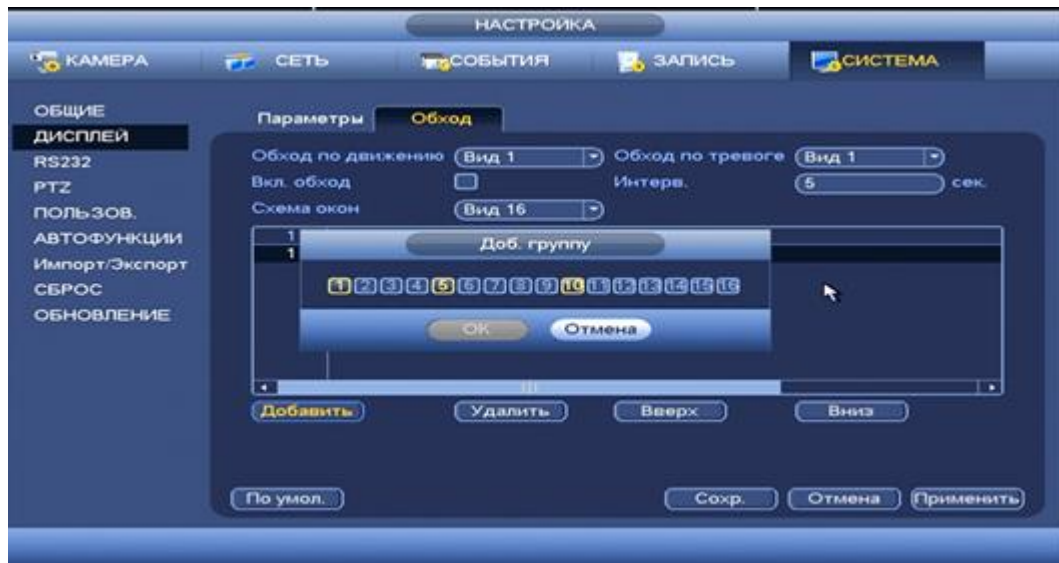 НАСТРОЙКА
КАМЕРА СЕТЬ СОБЫТИЯ ЗАПИСЬ СИСТЕМА
ОБЩИЕ
ДИСПЛЕЙ
RS232
PTZ
ПОЛЬЗОВ.
АВТОФУНКЦИИ
Импорт/Экспорт
СБРОС
ОБНОВЛЕНИЕ
Параметры Обход
Обход по движению Вид 1 Обход по тревоге Вид 1
Вкл. обход Интерв. 5 сек.
Схема окон Вид 16
1
1
Доб. группу
1 2 3 4 5 6 7 8 9 10 11 12 13 14 15 16
OK Отмена
Добавить Удалить Вверх Вниз
По умол. Сохр. Отмена Применить